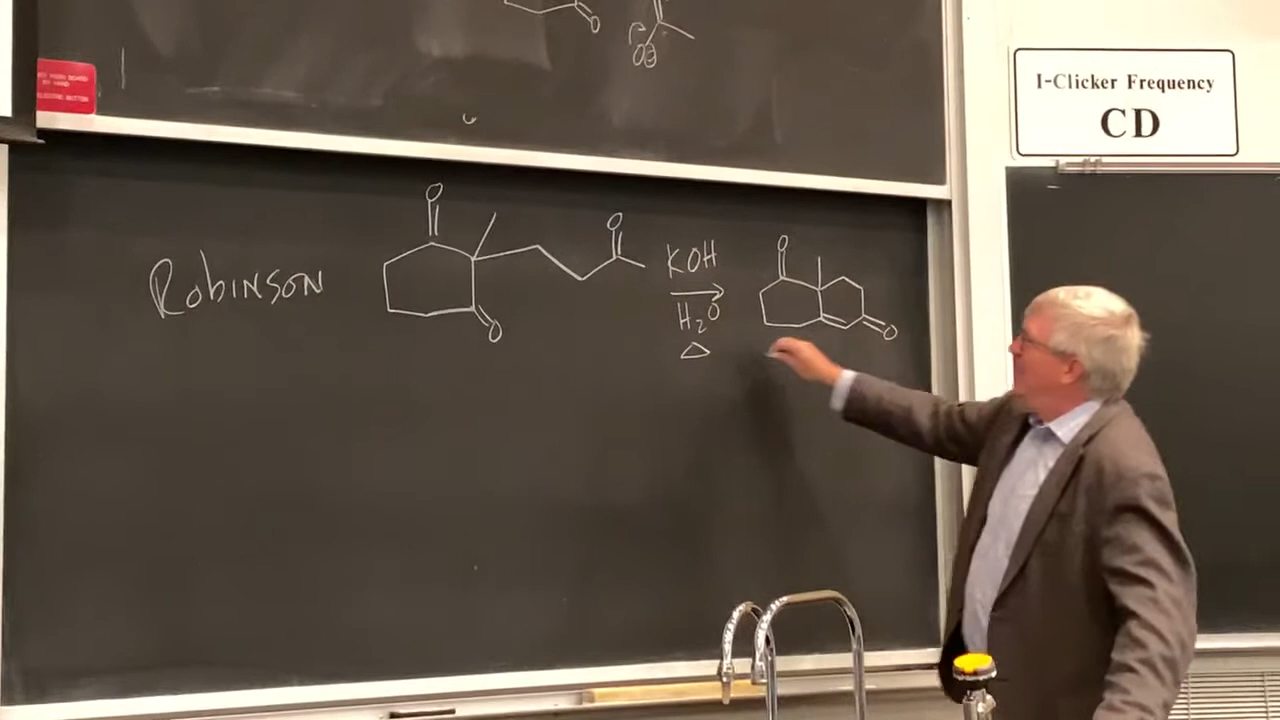 I-Clicker Frequency
CD
ROBINSON
O
O
O
KOH
H₂O
△
O
O
O